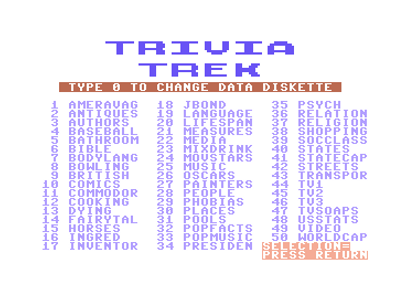 TRIVIA
TREK
TYPE 0 TO CHANGE DATA DISKETTE
1 AMERAVAG 18 JBOND 35 PSYCH
2 ANTIQUES 19 LANGUAGE 36 RELATION
3 AUTHORS 20 LIFESPAN 37 RELIGION
4 BASEBALL 21 MEASURES 38 SHOPPING
5 BATHROOM 22 MEDIA 39 SOCCLASS
6 BIBLE 23 MIXDRINK 40 STATES
7 BODYLANG 24 MOVSTARS 41 STATECAP
8 BOWLING 25 MUSIC 42 STREETS
9 BRITISH 26 OSCARS 43 TRANSPOR
10 COMICS 27 PAINTERS 44 TV1
11 COMMODOR 28 PEOPLE 45 TV2
12 COOKING 29 PHOBIAS 46 TV3
13 DYING 30 PLACES 47 TVSOAPS
14 FAIRYTAL 31 POOLS 48 USSTATS
15 HORSES 32 POPFACTS 49 VIDEO
16 INGRED 33 POPMUSIC 50 WORLDCAP
17 INVENTOR 34 PRESIDEN SELECTION=
PRESS RETURN